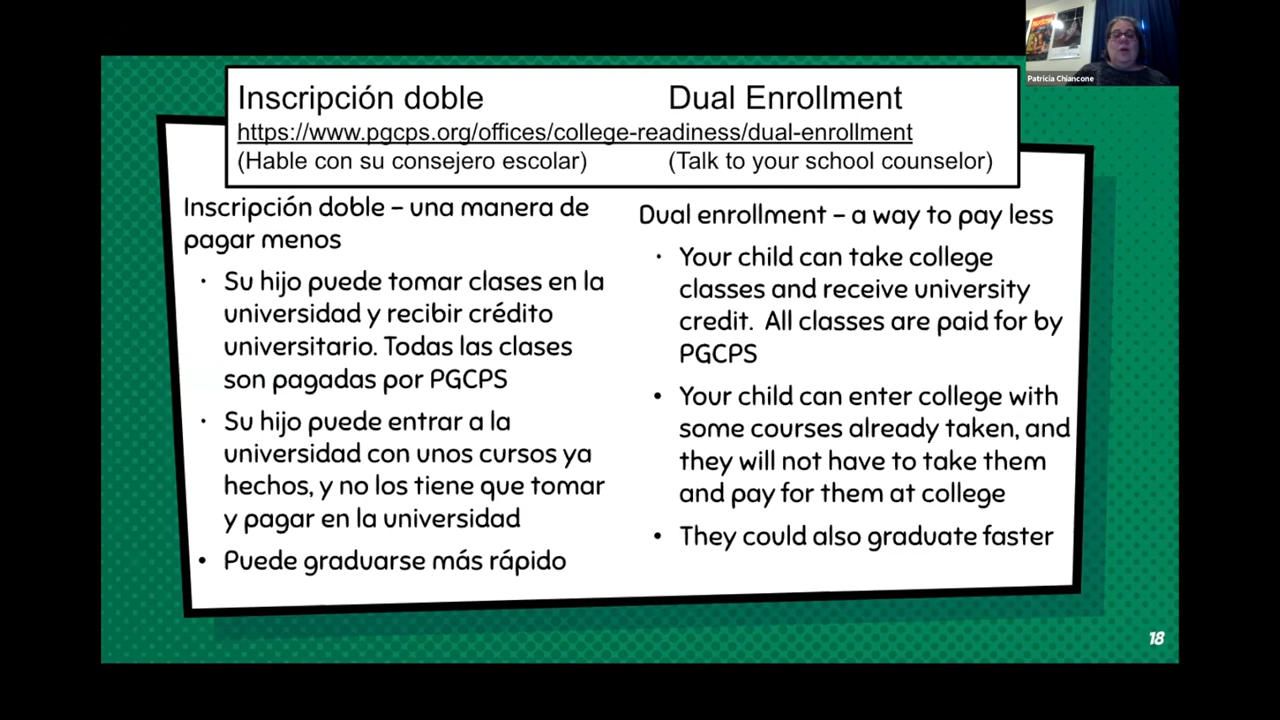 Patricia Chiancone
Inscripción doble
Dual Enrollment
https://www.pgcps.org/offices/college-readiness/dual-enrollment
(Hable con su consejero escolar)
(Talk to your school counselor)
Inscripción doble – una manera de
pagar menos
· Su hijo puede tomar clases en la
universidad y recibir crédito
universitario. Todas las clases
son pagadas por PGCPS
· Su hijo puede entrar a la
universidad con unos cursos ya
hechos, y no los tiene que tomar
y pagar en la universidad
• Puede graduarse más rápido
Dual enrollment – a way to pay less
· Your child can take college
classes and receive university
credit.  All classes are paid for by
PGCPS
• Your child can enter college with
some courses already taken, and
they will not have to take them
and pay for them at college
• They could also graduate faster
18